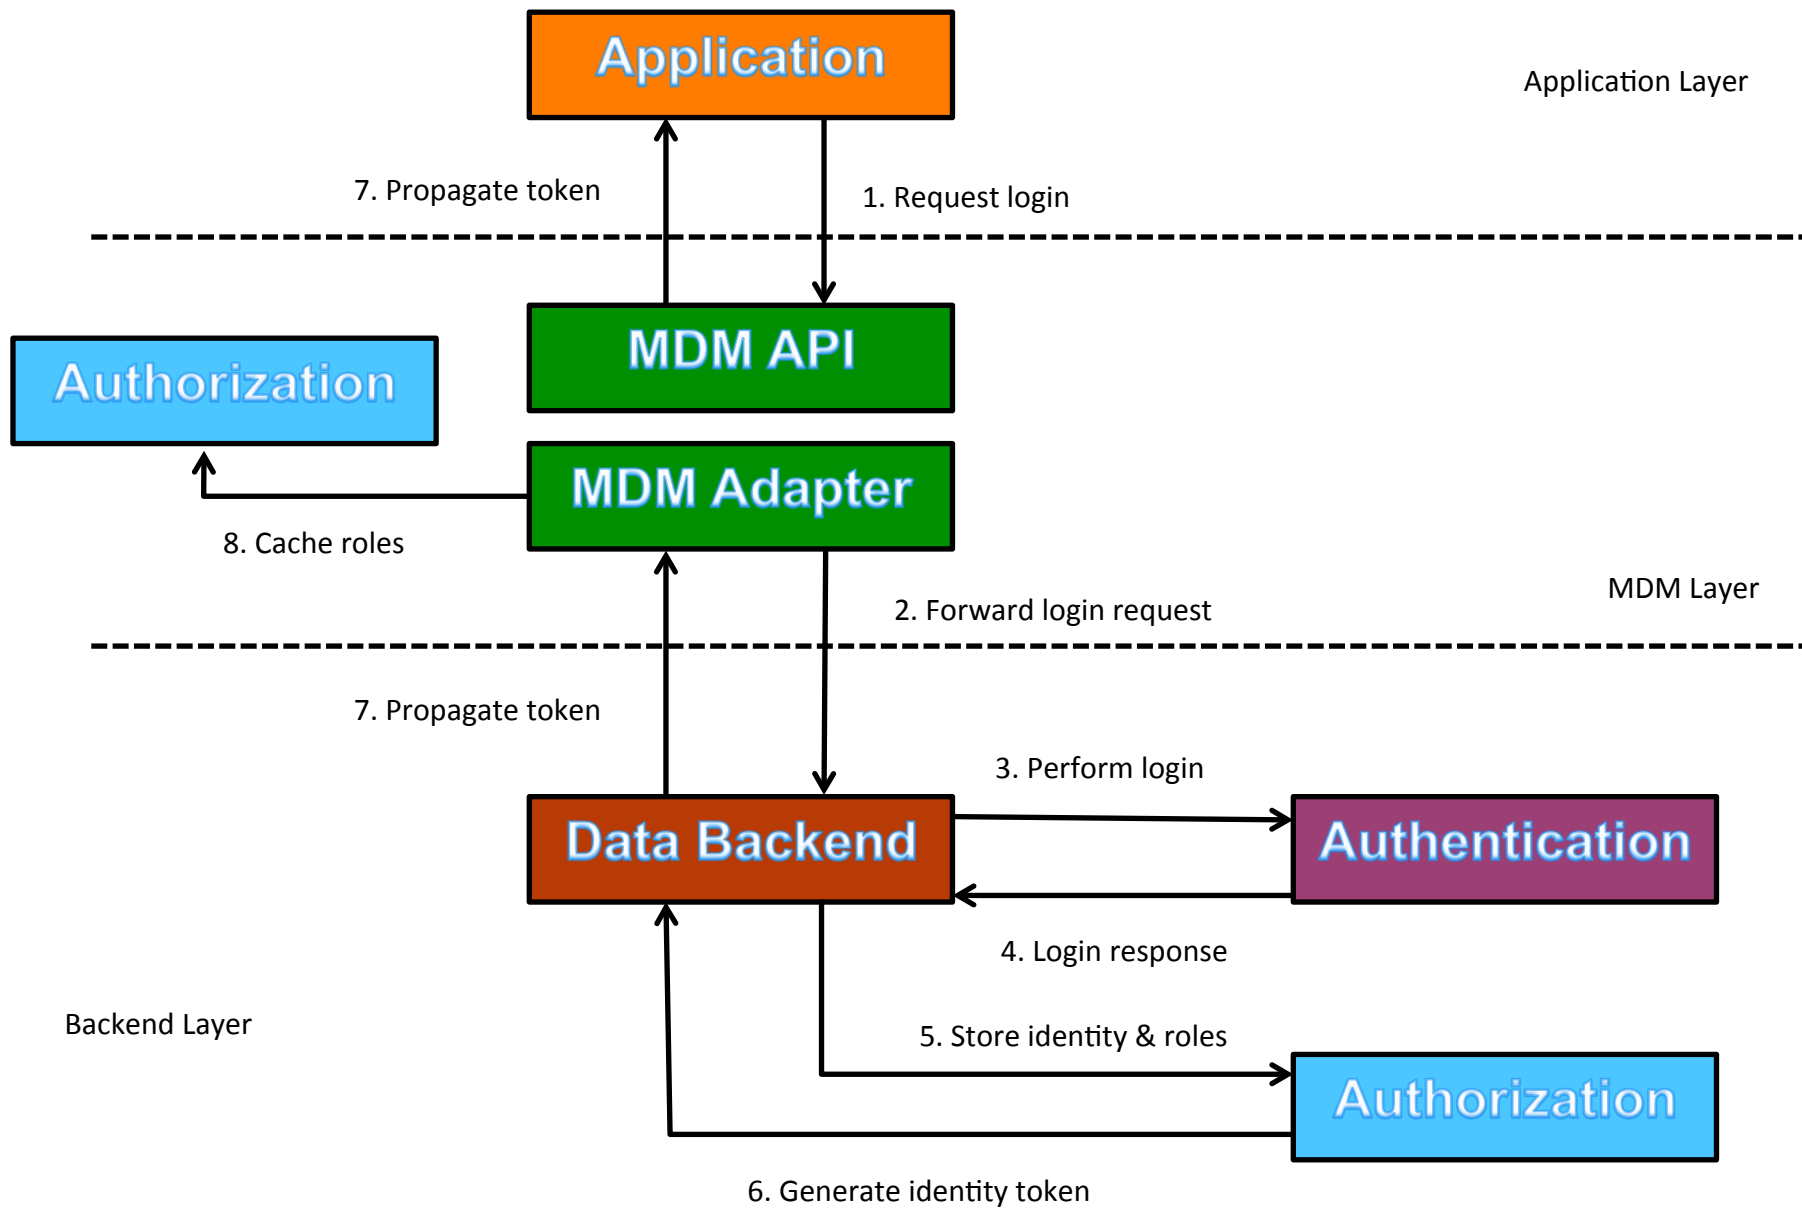 Application
Application Layer
7. Propagate token
1. Request login
MDM API
Authorization
MDM Adapter
8. Cache roles
MDM Layer
2. Forward login request
7. Propagate token
3. Perform login
Data Backend
Authentication
4. Login response
Backend Layer
5. Store identity & roles
Authorization
6. Generate identity token